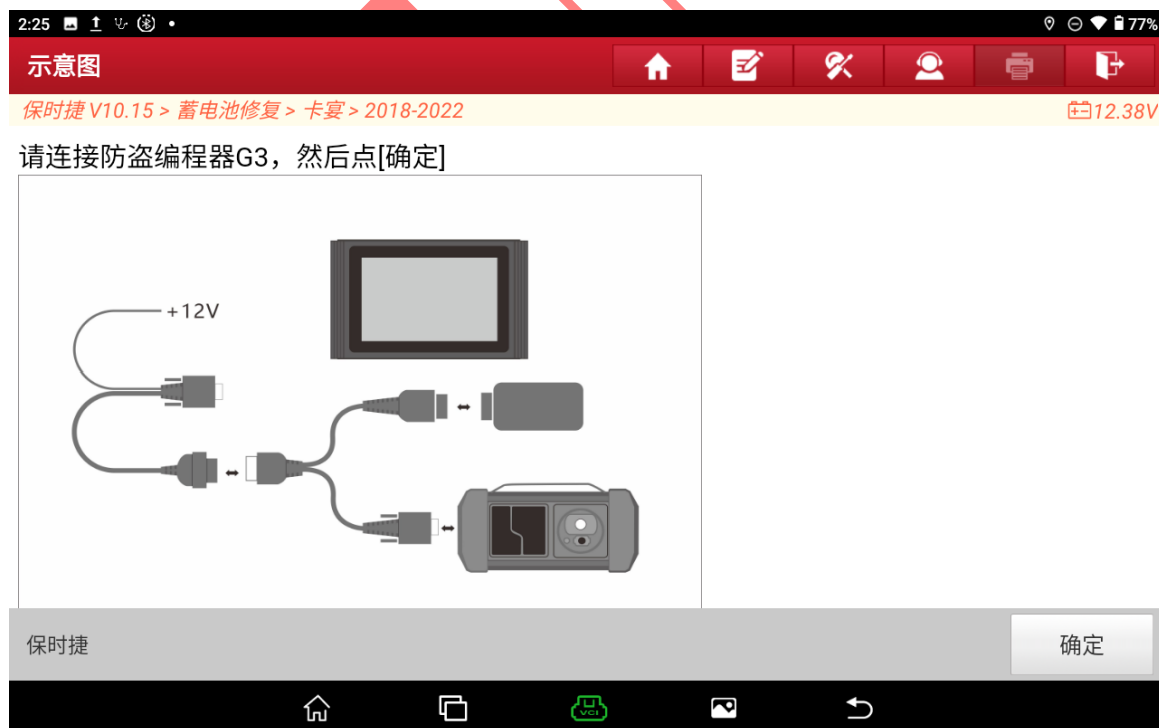 2:25
77%
示意图
保时捷 V10.15 > 蓄电池修复 > 卡宴 > 2018-2022
12.38V
请连接防盗编程器G3，然后点[确定]
+12V
保时捷
确定
VCI